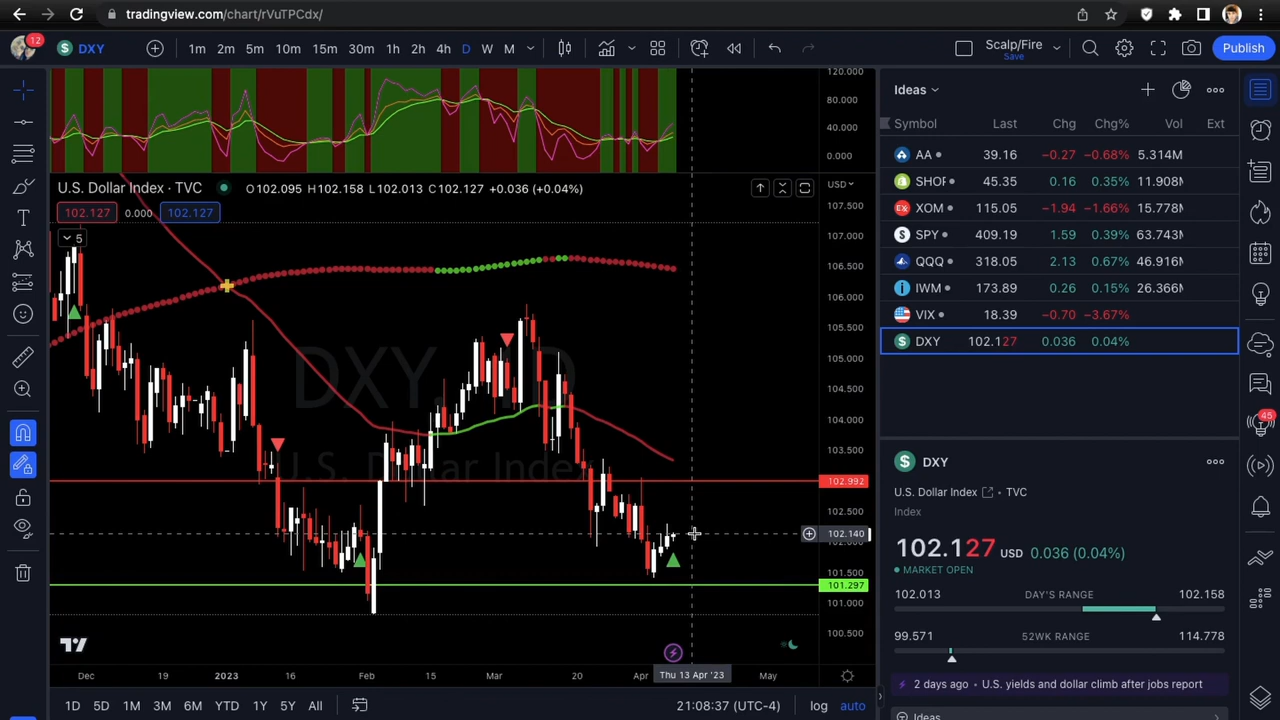 tradingview.com/chart/rVuTPCdx/
12
DXY
1m 2m 5m 10m 15m 30m 1h 2h 4h D W M
Scalp/Fire
Save
Publish
120.000
80.000
40.000
0.000
U.S. Dollar Index · TVC
O102.095 H102.158 L102.013 C102.127 +0.036 (+0.04%)
102.127 0.000 102.127
5
USD
107.500
107.000
106.500
106.000
105.500
105.000
104.500
104.000
103.500
102.992
102.500
102.140
101.500
101.297
101.000
100.500
DXY, 1D
U.S. Dollar Index
Dec 19 2023 16 Feb 15 Mar 20 Apr Thu 13 Apr '23 May
1D 5D 1M 3M 6M YTD 1Y 5Y All
21:08:37 (UTC-4) log auto
Ideas
Symbol Last Chg Chg% Vol Ext
AA 39.16 −0.27 −0.68% 5.314M
SHOP 45.35 0.16 0.35% 11.908M
XOM 115.05 −1.94 −1.66% 15.778M
SPY 409.19 1.59 0.39% 63.743M
QQQ 318.05 2.13 0.67% 46.916M
IWM 173.89 0.26 0.15% 26.366M
VIX 18.39 −0.70 −3.67%
DXY 102.127 0.036 0.04%
DXY
U.S. Dollar Index · TVC
Index
102.127 USD 0.036 (0.04%)
MARKET OPEN
102.013 DAY'S RANGE 102.158
99.571 52WK RANGE 114.778
2 days ago · U.S. yields and dollar climb after jobs report
Ideas
45